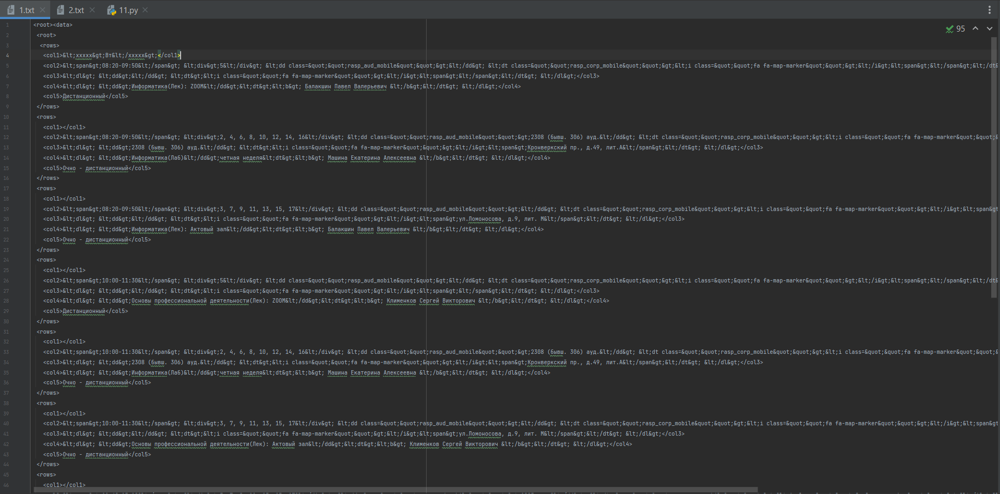 1.txt
2.txt
11.py
95
1 <root><data>
2 <root>
3 <rows>
4 <col1>&lt;xxxxx&gt;Вт&lt;/xxxxx&gt;</col1>
5 <col2>&lt;span&gt;08:20-09:50&lt;/span&gt; &lt;div&gt;5&lt;/div&gt; &lt;dd class=&quot;&quot;rasp_aud_mobile&quot;&quot;&gt;&lt;/dd&gt; &lt;dt class=&quot;&quot;rasp_corp_mobile&quot;&quot;&gt;&lt;i class=&quot;&quot;fa fa-map-marker&quot;&quot;&gt;&lt;/i&gt;&lt;span&gt;&lt;/span&gt;&lt;/dt&
6 <col3>&lt;dl&gt; &lt;dd&gt;&lt;/dd&gt; &lt;dt&gt;&lt;i class=&quot;&quot;fa fa-map-marker&quot;&quot;&gt;&lt;/i&gt;&lt;span&gt;&lt;/span&gt;&lt;/dt&gt; &lt;/dl&gt;</col3>
7 <col4>&lt;dl&gt; &lt;dd&gt;Информатика(Лек): ZOOM&lt;/dd&gt;&lt;dt&gt;&lt;b&gt; Балакшин Павел Валерьевич &lt;/b&gt;&lt;/dt&gt; &lt;/dl&gt;</col4>
8 <col5>Дистанционный</col5>
9 </rows>
10 <rows>
11 <col1></col1>
12 <col2>&lt;span&gt;08:20-09:50&lt;/span&gt; &lt;div&gt;2, 4, 6, 8, 10, 12, 14, 16&lt;/div&gt; &lt;dd class=&quot;&quot;rasp_aud_mobile&quot;&quot;&gt;2308 (бывш. 306) ауд.&lt;/dd&gt; &lt;dt class=&quot;&quot;rasp_corp_mobile&quot;&quot;&gt;&lt;i class=&quot;&quot;fa fa-map-marker&quot;&quot;&
13 <col3>&lt;dl&gt; &lt;dd&gt;2308 (бывш. 306) ауд.&lt;/dd&gt; &lt;dt&gt;&lt;i class=&quot;&quot;fa fa-map-marker&quot;&quot;&gt;&lt;/i&gt;&lt;span&gt;Кронверкский пр., д.49, лит.А&lt;/span&gt;&lt;/dt&gt; &lt;/dl&gt;</col3>
14 <col4>&lt;dl&gt; &lt;dd&gt;Информатика(Лаб)&lt;/dd&gt;четная неделя&lt;dt&gt;&lt;b&gt; Машина Екатерина Алексеевна &lt;/b&gt;&lt;/dt&gt; &lt;/dl&gt;</col4>
15 <col5>Очно - дистанционный</col5>
16 </rows>
17 <rows>
18 <col1></col1>
19 <col2>&lt;span&gt;08:20-09:50&lt;/span&gt; &lt;div&gt;3, 7, 9, 11, 13, 15, 17&lt;/div&gt; &lt;dd class=&quot;&quot;rasp_aud_mobile&quot;&quot;&gt;&lt;/dd&gt; &lt;dt class=&quot;&quot;rasp_corp_mobile&quot;&quot;&gt;&lt;i class=&quot;&quot;fa fa-map-marker&quot;&quot;&gt;&lt;/i&gt;&lt;span&gt
20 <col3>&lt;dl&gt; &lt;dd&gt;&lt;/dd&gt; &lt;dt&gt;&lt;i class=&quot;&quot;fa fa-map-marker&quot;&quot;&gt;&lt;/i&gt;&lt;span&gt;ул.Ломоносова, д.9, лит. М&lt;/span&gt;&lt;/dt&gt; &lt;/dl&gt;</col3>
21 <col4>&lt;dl&gt; &lt;dd&gt;Информатика(Лек): Актовый зал&lt;/dd&gt;&lt;dt&gt;&lt;b&gt; Балакшин Павел Валерьевич &lt;/b&gt;&lt;/dt&gt; &lt;/dl&gt;</col4>
22 <col5>Очно - дистанционный</col5>
23 </rows>
24 <rows>
25 <col1></col1>
26 <col2>&lt;span&gt;10:00-11:30&lt;/span&gt; &lt;div&gt;5&lt;/div&gt; &lt;dd class=&quot;&quot;rasp_aud_mobile&quot;&quot;&gt;&lt;/dd&gt; &lt;dt class=&quot;&quot;rasp_corp_mobile&quot;&quot;&gt;&lt;i class=&quot;&quot;fa fa-map-marker&quot;&quot;&gt;&lt;/i&gt;&lt;span&gt;&lt;/span&gt;&lt;/dt&
27 <col3>&lt;dl&gt; &lt;dd&gt;&lt;/dd&gt; &lt;dt&gt;&lt;i class=&quot;&quot;fa fa-map-marker&quot;&quot;&gt;&lt;/i&gt;&lt;span&gt;&lt;/span&gt;&lt;/dt&gt; &lt;/dl&gt;</col3>
28 <col4>&lt;dl&gt; &lt;dd&gt;Основы профессиональной деятельности(Лек): ZOOM&lt;/dd&gt;&lt;dt&gt;&lt;b&gt; Клименков Сергей Викторович &lt;/b&gt;&lt;/dt&gt; &lt;/dl&gt;</col4>
29 <col5>Дистанционный</col5>
30 </rows>
31 <rows>
32 <col1></col1>
33 <col2>&lt;span&gt;10:00-11:30&lt;/span&gt; &lt;div&gt;2, 4, 6, 8, 10, 12, 14, 16&lt;/div&gt; &lt;dd class=&quot;&quot;rasp_aud_mobile&quot;&quot;&gt;2308 (бывш. 306) ауд.&lt;/dd&gt; &lt;dt class=&quot;&quot;rasp_corp_mobile&quot;&quot;&gt;&lt;i class=&quot;&quot;fa fa-map-marker&quot;&quot;&
34 <col3>&lt;dl&gt; &lt;dd&gt;2308 (бывш. 306) ауд.&lt;/dd&gt; &lt;dt&gt;&lt;i class=&quot;&quot;fa fa-map-marker&quot;&quot;&gt;&lt;/i&gt;&lt;span&gt;Кронверкский пр., д.49, лит.А&lt;/span&gt;&lt;/dt&gt; &lt;/dl&gt;</col3>
35 <col4>&lt;dl&gt; &lt;dd&gt;Информатика(Лаб)&lt;/dd&gt;четная неделя&lt;dt&gt;&lt;b&gt; Машина Екатерина Алексеевна &lt;/b&gt;&lt;/dt&gt; &lt;/dl&gt;</col4>
36 <col5>Очно - дистанционный</col5>
37 </rows>
38 <rows>
39 <col1></col1>
40 <col2>&lt;span&gt;10:00-11:30&lt;/span&gt; &lt;div&gt;3, 7, 9, 11, 13, 15, 17&lt;/div&gt; &lt;dd class=&quot;&quot;rasp_aud_mobile&quot;&quot;&gt;&lt;/dd&gt; &lt;dt class=&quot;&quot;rasp_corp_mobile&quot;&quot;&gt;&lt;i class=&quot;&quot;fa fa-map-marker&quot;&quot;&gt;&lt;/i&gt;&lt;span&gt
41 <col3>&lt;dl&gt; &lt;dd&gt;&lt;/dd&gt; &lt;dt&gt;&lt;i class=&quot;&quot;fa fa-map-marker&quot;&quot;&gt;&lt;/i&gt;&lt;span&gt;ул.Ломоносова, д.9, лит. М&lt;/span&gt;&lt;/dt&gt; &lt;/dl&gt;</col3>
42 <col4>&lt;dl&gt; &lt;dd&gt;Основы профессиональной деятельности(Лек): Актовый зал&lt;/dd&gt;&lt;dt&gt;&lt;b&gt; Клименков Сергей Викторович &lt;/b&gt;&lt;/dt&gt; &lt;/dl&gt;</col4>
43 <col5>Очно - дистанционный</col5>
44 </rows>
45 <rows>
46 <col1></col1>